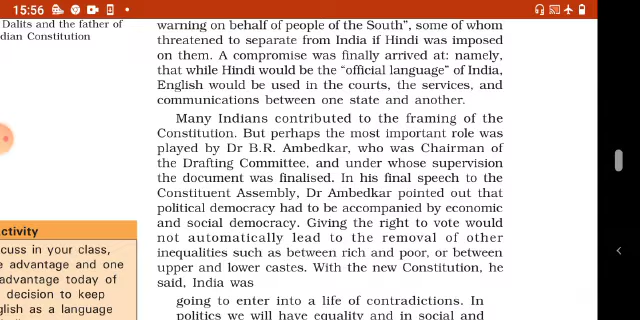 15:56
Dalits and the father of
dian Constitution
warning on behalf of people of the South", some of whom
threatened to separate from India if Hindi was imposed
on them. A compromise was finally arrived at: namely,
that while Hindi would be the "official language" of India,
English would be used in the courts, the services, and
communications between one state and another.
Many Indians contributed to the framing of the
Constitution. But perhaps the most important role was
played by Dr B.R. Ambedkar, who was Chairman of
the Drafting Committee, and under whose supervision
the document was finalised. In his final speech to the
Constituent Assembly, Dr Ambedkar pointed out that
political democracy had to be accompanied by economic
and social democracy. Giving the right to vote would
not automatically lead to the removal of other
inequalities such as between rich and poor, or between
upper and lower castes. With the new Constitution, he
said, India was
going to enter into a life of contradictions. In
politics we will have equality and in social and
ctivity
cuss in your class,
e advantage and one
advantage today of
decision to keep
glish as a language